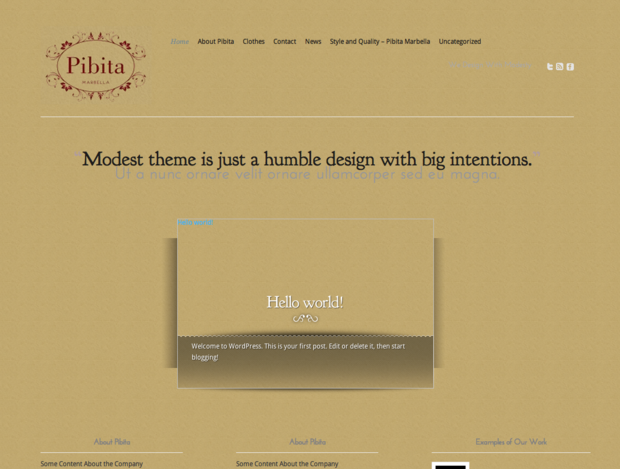 Pibita
MARBELLA
Home About Pibita Clothes Contact News Style and Quality – Pibita Marbella Uncategorized
"Modest theme is just a humble design with big intentions."
Ut a nunc ornare velit ornare ullamcorper sed eu magna.
Hello world!
Hello world!
Welcome to WordPress. This is your first post. Edit or delete it, then start
blogging!
About Pibita About Pibita Examples of Our Work
Some Content About the Company Some Content About the Company